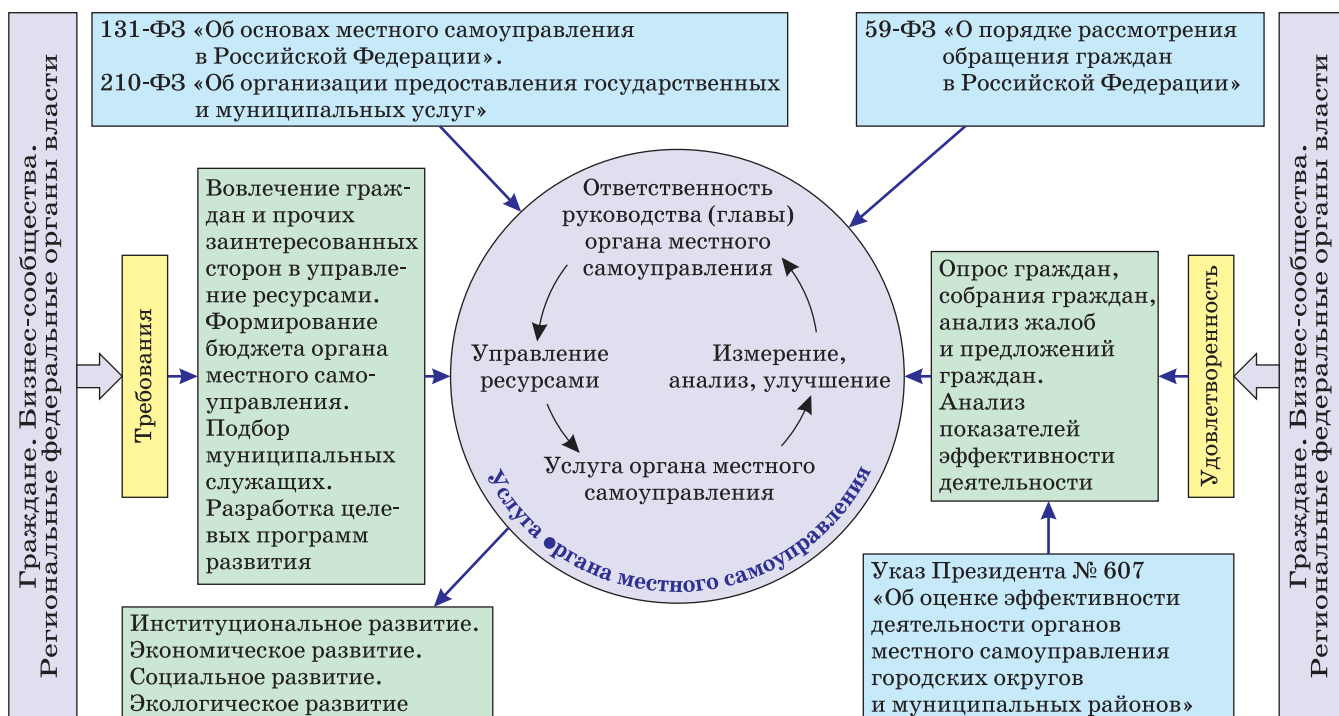 Граждане. Бизнес-сообщества.
Региональные федеральные органы власти
131-ФЗ «Об основах местного самоуправления
в Российской Федерации».
210-ФЗ «Об организации предоставления государственных
и муниципальных услуг»
59-ФЗ «О порядке рассмотрения
обращения граждан
в Российской Федерации»
Требования
Вовлечение граж-
дан и прочих
заинтересованных
сторон в управле-
ние ресурсами.
Формирование
бюджета органа
местного само-
управления.
Подбор
муниципальных
служащих.
Разработка целе-
вых программ
развития
Ответственность
руководства (главы)
органа местного
самоуправления
Управление
ресурсами
Измерение,
анализ, улучшение
Услуга органа местного
самоуправления
Услуга органа местного самоуправления
Опрос граждан,
собрания граждан,
анализ жалоб
и предложений
граждан.
Анализ
показателей
эффективности
деятельности
Удовлетворенность
Институциональное развитие.
Экономическое развитие.
Социальное развитие.
Экологическое развитие
Указ Президента № 607
«Об оценке эффективности
деятельности органов
местного самоуправления
городских округов
и муниципальных районов»
Граждане. Бизнес-сообщества.
Региональные федеральные органы власти